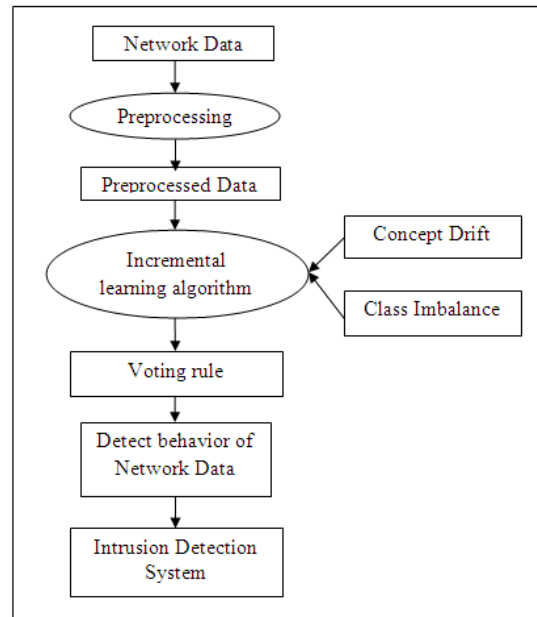 Network Data
Preprocessing
Preprocessed Data
Incremental
learning algorithm
Concept Drift
Class Imbalance
Voting rule
Detect behavior of
Network Data
Intrusion Detection
System